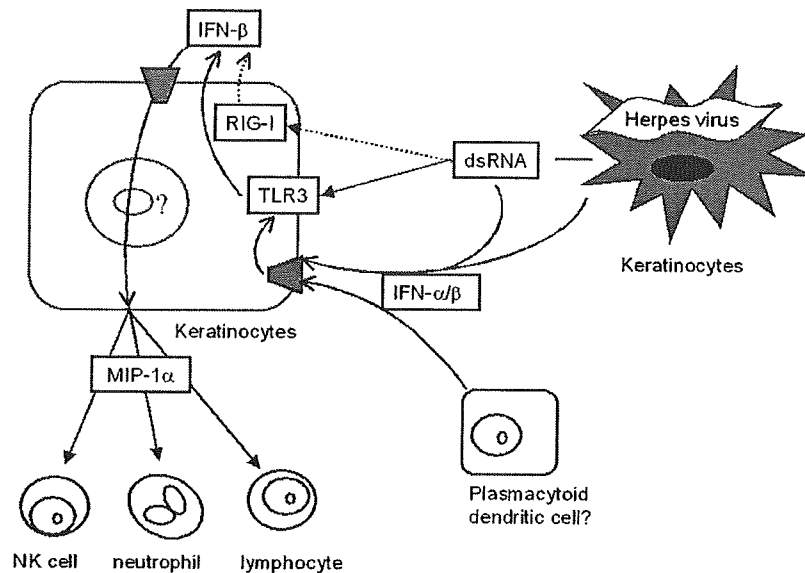 IFN-β
RIG-I
Herpes virus
dsRNA
TLR3
?
Keratinocytes
IFN-α/β
Keratinocytes
MIP-1α
Plasmacytoid
dendritic cell?
NK cell
neutrophil
lymphocyte